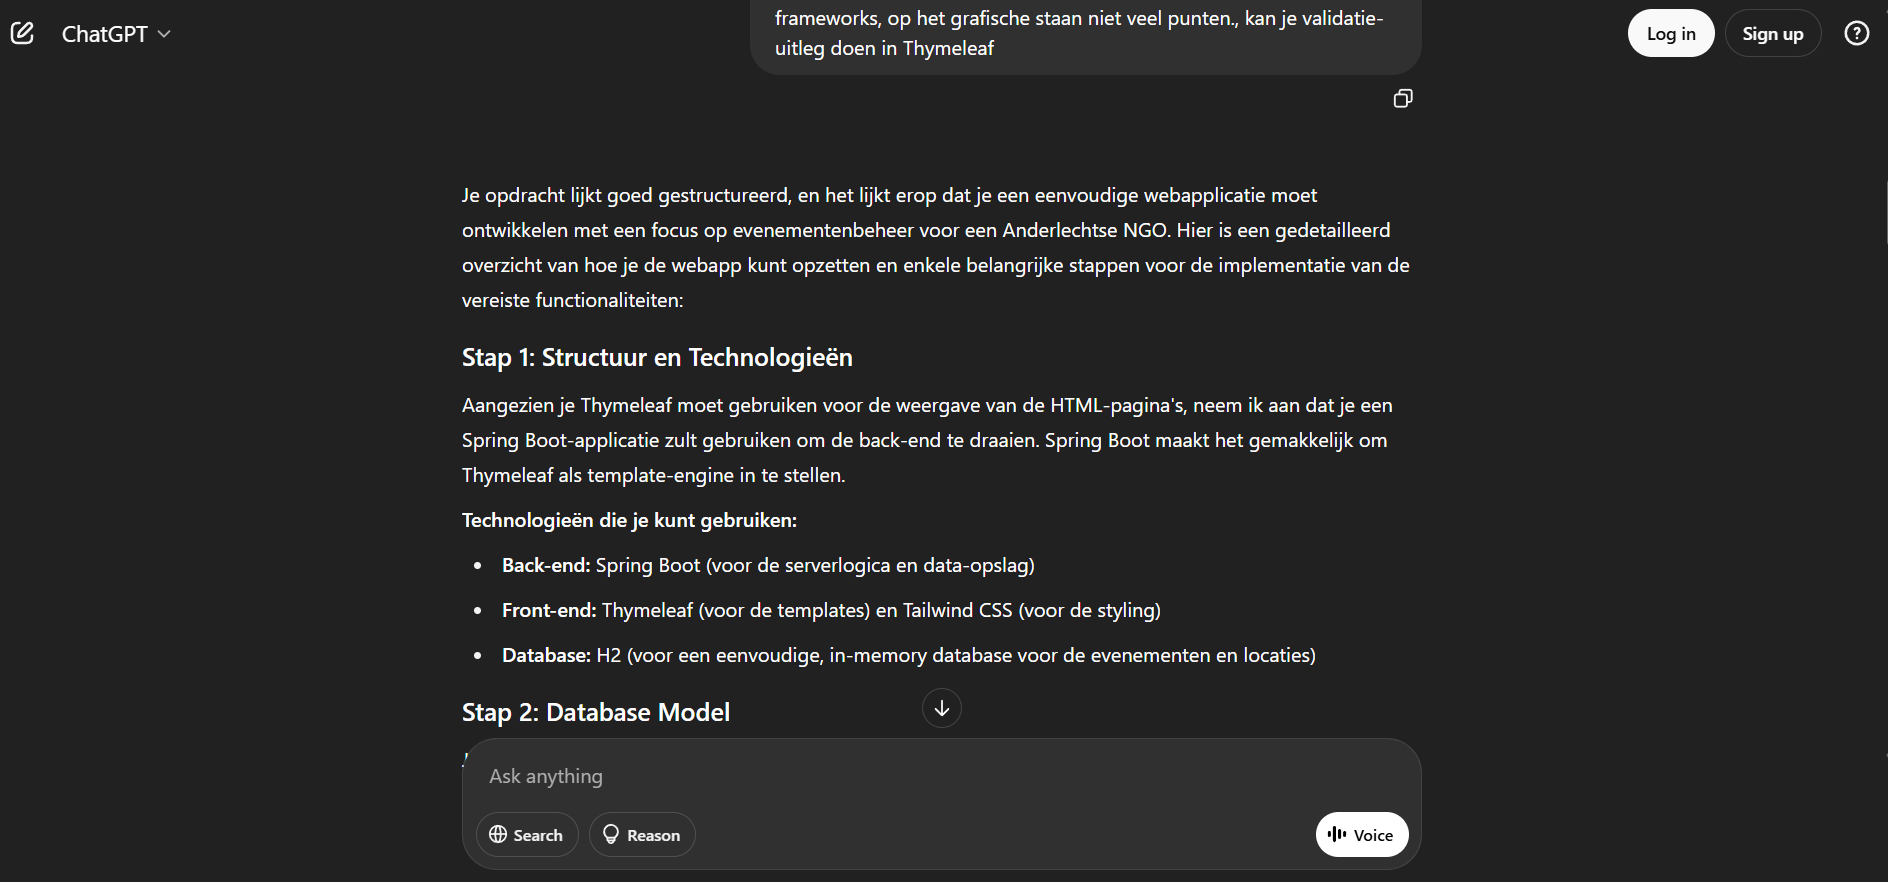 ChatGPT
Log in
Sign up
frameworks, op het grafische staan niet veel punten., kan je validatie-
uitleg doen in Thymeleaf
Je opdracht lijkt goed gestructureerd, en het lijkt erop dat je een eenvoudige webapplicatie moet
ontwikkelen met een focus op evenementenbeheer voor een Anderlechtse NGO. Hier is een gedetailleerd
overzicht van hoe je de webapp kunt opzetten en enkele belangrijke stappen voor de implementatie van de
vereiste functionaliteiten:
Stap 1: Structuur en Technologieën
Aangezien je Thymeleaf moet gebruiken voor de weergave van de HTML-pagina's, neem ik aan dat je een
Spring Boot-applicatie zult gebruiken om de back-end te draaien. Spring Boot maakt het gemakkelijk om
Thymeleaf als template-engine in te stellen.
Technologieën die je kunt gebruiken:
• Back-end: Spring Boot (voor de serverlogica en data-opslag)
• Front-end: Thymeleaf (voor de templates) en Tailwind CSS (voor de styling)
• Database: H2 (voor een eenvoudige, in-memory database voor de evenementen en locaties)
Stap 2: Database Model
Ask anything
Search
Reason
Voice